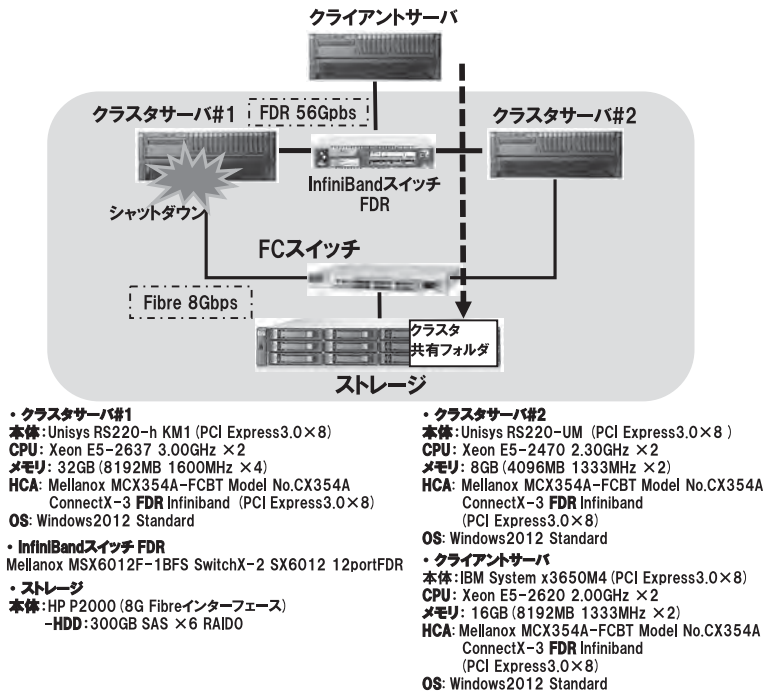 クライアントサーバ
クラスタサーバ#1
FDR 56Gpbs
クラスタサーバ#2
InfiniBandスイッチ
FDR
シャットダウン
FCスイッチ
Fibre 8Gbps
クラスタ
共有フォルダ
ストレージ
・クラスタサーバ#1
本体:Unisys RS220-h KM1(PCI Express3.0×8)
CPU: Xeon E5-2637 3.00GHz ×2
メモリ: 32GB(8192MB 1600MHz ×4)
HCA: Mellanox MCX354A-FCBT Model No.CX354A
ConnectX-3 FDR Infiniband (PCI Express3.0×8)
OS: Windows2012 Standard
・InfiniBandスイッチ FDR
Mellanox MSX6012F-1BFS SwitchX-2 SX6012 12portFDR
・ストレージ
本体:HP P2000(8G Fibreインターフェース)
-HDD:300GB SAS ×6 RAID0
・クラスタサーバ#2
本体:Unisys RS220-UM (PCI Express3.0×8 )
CPU: Xeon E5-2470 2.30GHz ×2
メモリ: 8GB(4096MB 1333MHz ×2)
HCA: Mellanox MCX354A-FCBT Model No.CX354A
ConnectX-3 FDR Infiniband
(PCI Express3.0×8)
OS: Windows2012 Standard
・クライアントサーバ
本体:IBM System x3650M4(PCI Express3.0×8)
CPU: Xeon E5-2620 2.00GHz ×2
メモリ: 16GB(8192MB 1333MHz ×2)
HCA: Mellanox MCX354A-FCBT Model No.CX354A
ConnectX-3 FDR Infiniband
(PCI Express3.0×8)
OS: Windows2012 Standard